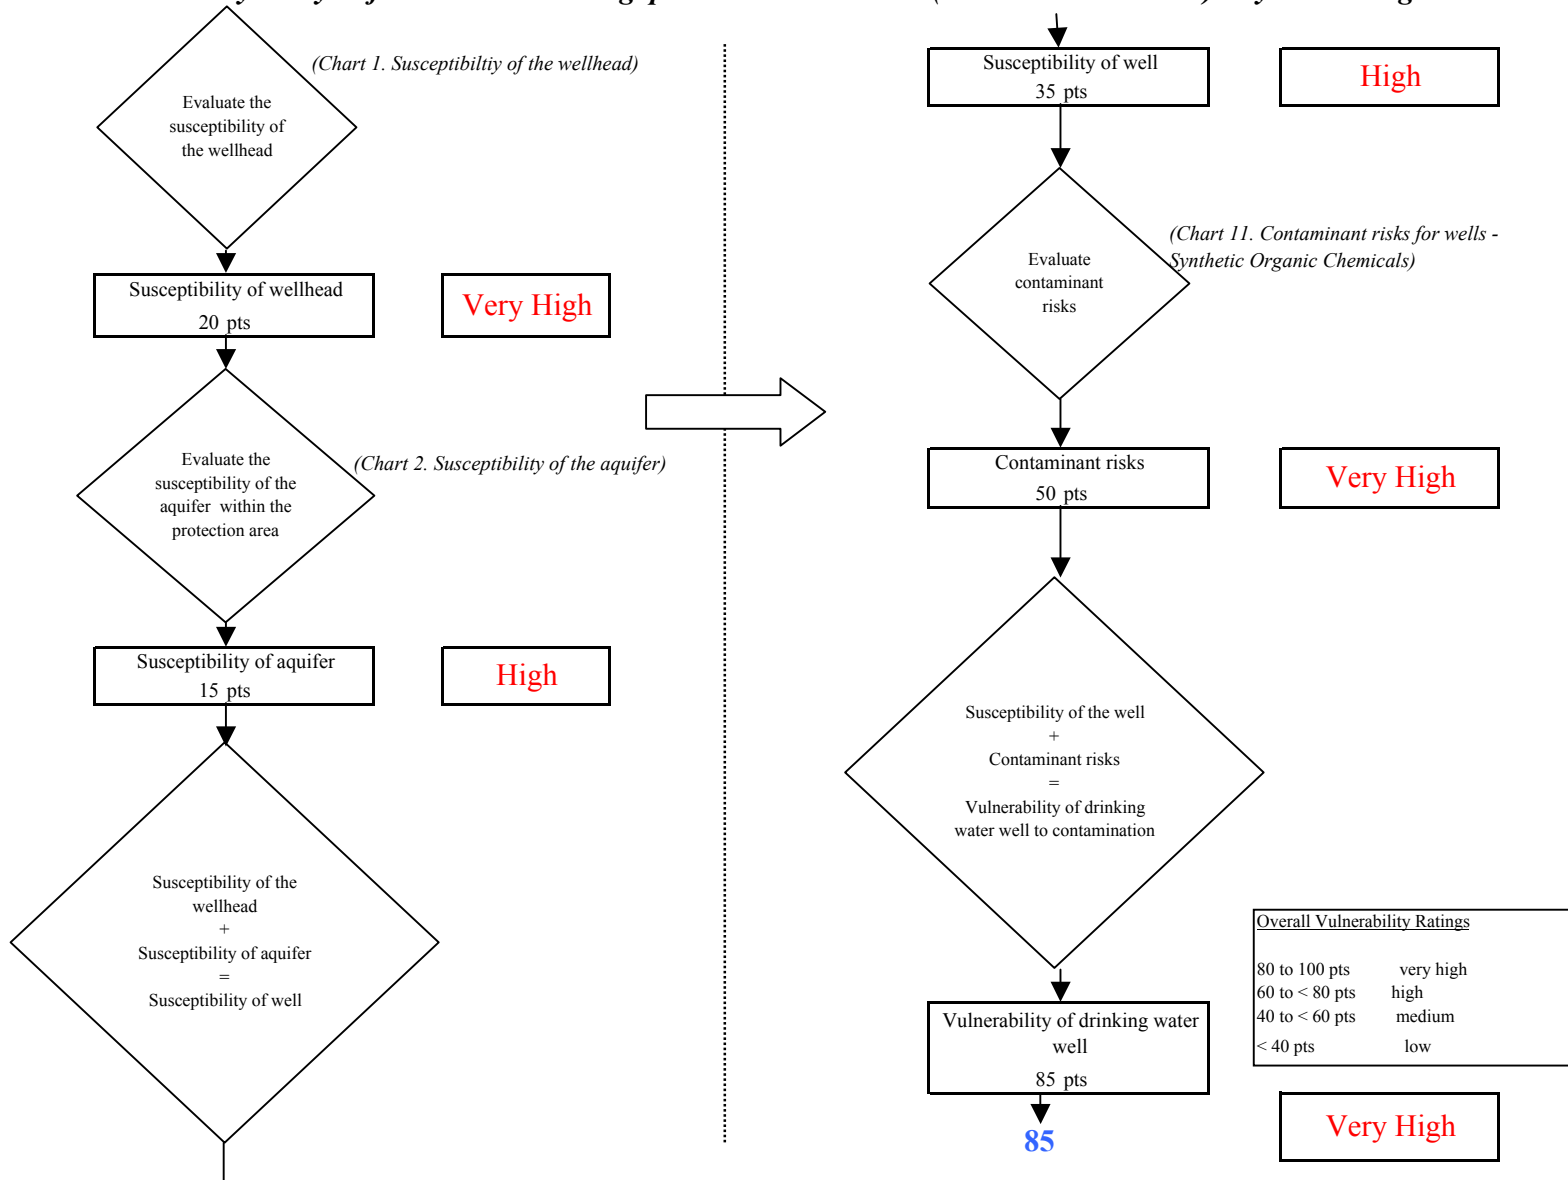 (Chart 1. Susceptibiltiy of the wellhead)
Evaluate the
susceptibility of
the wellhead
Susceptibility of wellhead
20 pts
Very High
Evaluate the
susceptibility of the
aquifer within the
protection area
(Chart 2. Susceptibility of the aquifer)
Susceptibility of aquifer
15 pts
High
Susceptibility of the
wellhead
+
Susceptibility of aquifer
=
Susceptibility of well
Susceptibility of well
35 pts
High
Evaluate
contaminant
risks
(Chart 11. Contaminant risks for wells -
Synthetic Organic Chemicals)
Contaminant risks
50 pts
Very High
Susceptibility of the well
+
Contaminant risks
=
Vulnerability of drinking
water well to contamination
Overall Vulnerability Ratings
80 to 100 pts very high
60 to < 80 pts high
40 to < 60 pts medium
< 40 pts low
Vulnerability of drinking water
well
85 pts
85
Very High